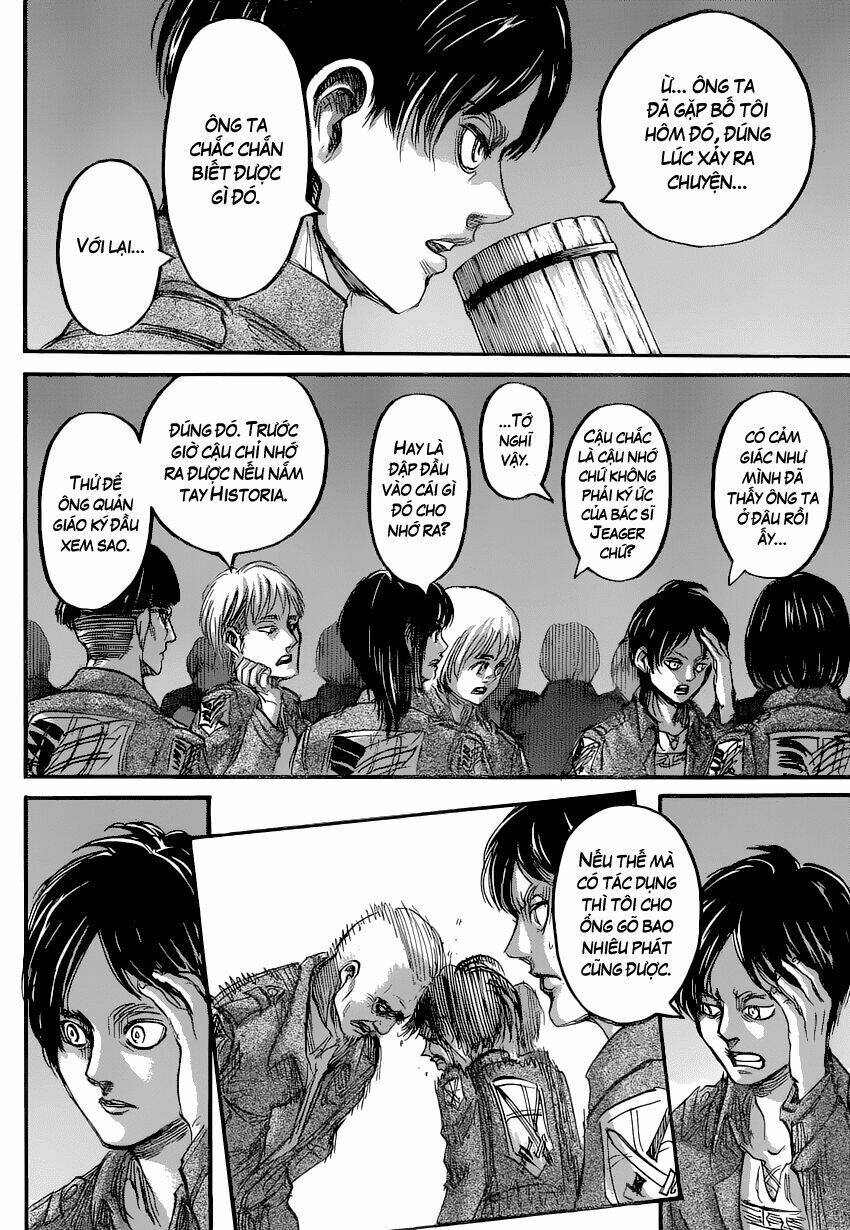 Ừ... ÔNG TA
ĐÃ GẶP BỐ TÔI
HÔM ĐÓ, ĐÚNG
LÚC XẢY RA
CHUYỆN...
ÔNG TA
CHẮC CHẮN
BIẾT ĐƯỢC
GÌ ĐÓ.
VỚI LẠI...
CÓ CẢM
GIÁC NHƯ
MÌNH ĐÃ
THẤY ÔNG TA
Ở ĐÂU RỒI
ẤY...
CẬU CHẮC
LÀ CẬU NHỚ
CHỨ KHÔNG
PHẢI KÝ ỨC
CỦA BÁC SĨ
JEAGER
CHỨ?
...TỚ
NGHĨ
VẬY.
HAY LÀ
ĐẬP ĐẦU
VÀO CÁI GÌ
ĐÓ CHO
NHỚ RA?
ĐÚNG ĐÓ. TRƯỚC
GIỜ CẬU CHỈ NHỚ
RA ĐƯỢC NẾU NẮM
TAY HISTORIA.
THỬ ĐỂ
ÔNG QUẢN
GIÁO KÝ ĐẦU
XEM SAO.
NẾU THẾ MÀ
CÓ TÁC DỤNG
THÌ TÔI CHO
ỔNG GÕ BAO
NHIÊU PHÁT
CŨNG ĐƯỢC.